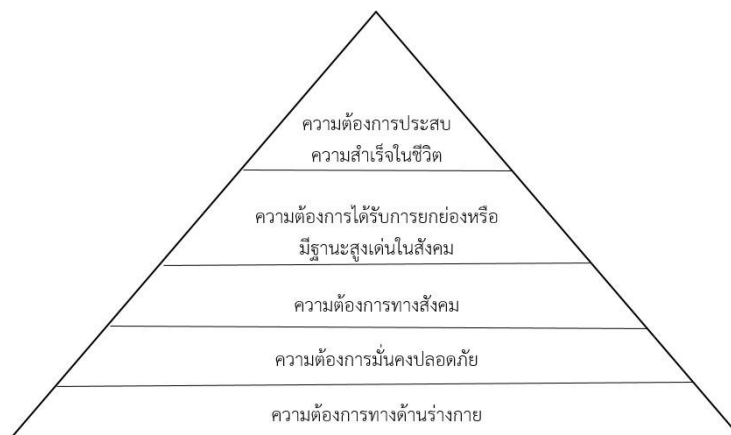 ความต้องการประสบ
ความสำเร็จในชีวิต
ความต้องการได้รับการยกย่องหรือ
มีฐานะสูงเด่นในสังคม
ความต้องการทางสังคม
ความต้องการมั่นคงปลอดภัย
ความต้องการทางด้านร่างกาย